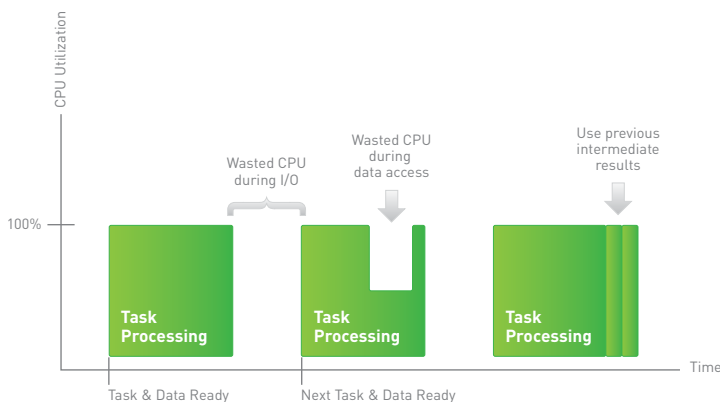 CPU Utilization
Wasted CPU
during I/O
Wasted CPU
during
data access
Use previous
intermediate
results
100%
Task
Processing
Task
Processing
Task
Processing
Time
Task & Data Ready
Next Task & Data Ready